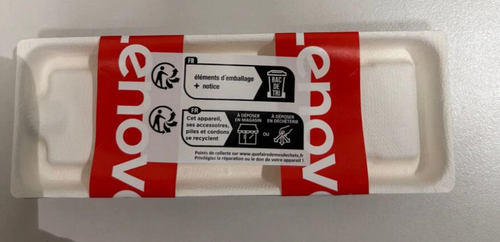 Lenov
FR
éléments d'emballage
+ notice
BAC
DE
TRI
FR
Cet appareil,
ses accessoires,
piles et cordons
se recyclent
À DÉPOSER
EN MAGASIN
OU
À DÉPOSER
EN DÉCHÈTERIE
Points de collecte sur www.quefairedemesdechets.fr
Privilégiez la réparation ou le don de votre appareil !
Lenov